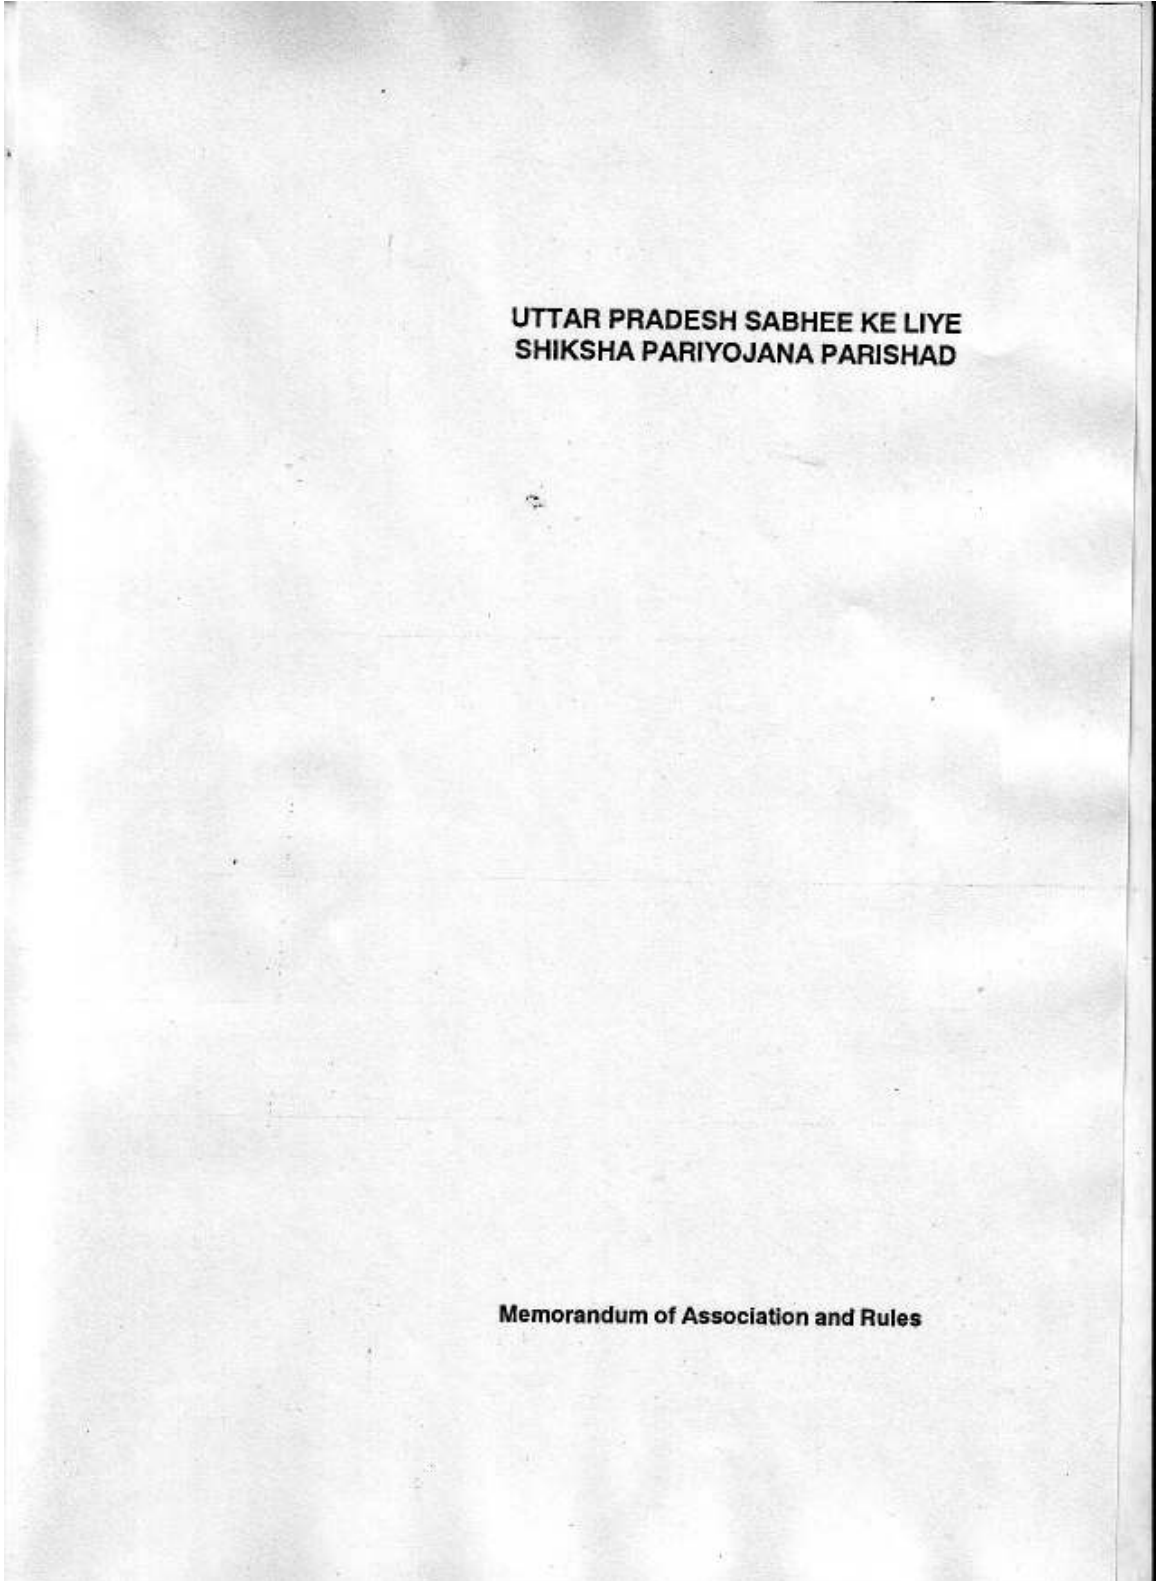 UTTAR PRADESH SABHEE KE LIYE
SHIKSHA PARIYOJANA PARISHAD
Memorandum of Association and Rules